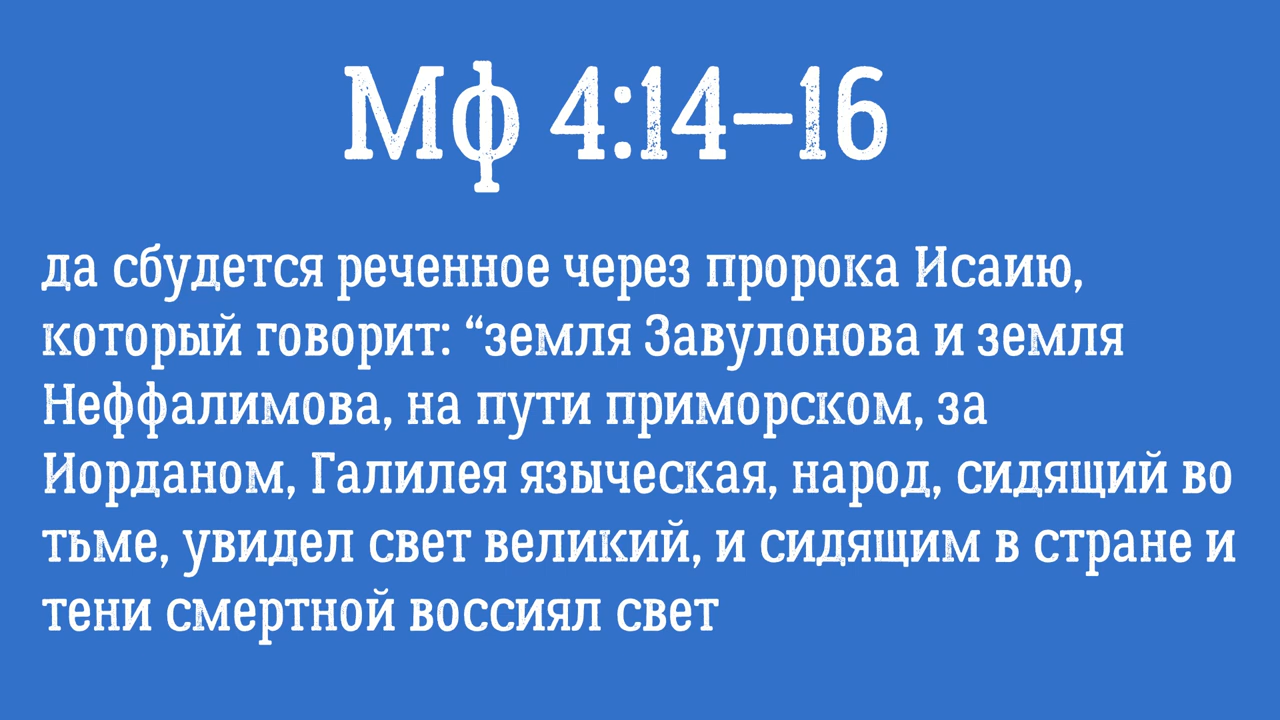 Мф 4:14–16
да сбудется реченное через пророка Исаию,
который говорит: “земля Завулонова и земля
Неффалимова, на пути приморском, за
Иорданом, Галилея языческая, народ, сидящий во
тьме, увидел свет великий, и сидящим в стране и
тени смертной воссиял свет